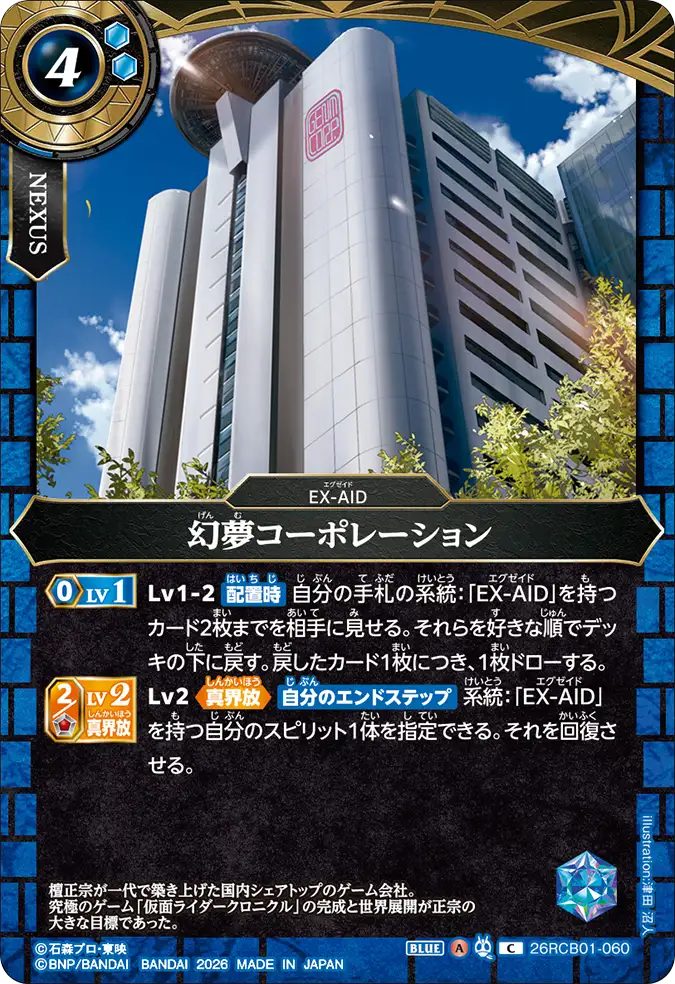 4
NEXUS
GENM
CORP.
エグゼイド
EX-AID
げん む
幻夢コーポレーション
0 LV1 Lv1-2 配置時 自分の手札の系統:「EX-AID」を持つ
カード2枚までを相手に見せる。それらを好きな順でデッ
キの下に戻す。戻したカード1枚につき、1枚ドローする。
2 LV2 真界放 Lv2 真界放 自分のエンドステップ 系統:「EX-AID」
を持つ自分のスピリット1体を指定できる。それを回復さ
せる。
檀正宗が一代で築き上げた国内シェアトップのゲーム会社。
究極のゲーム「仮面ライダークロニクル」の完成と世界展開が正宗の
大きな目標であった。
illustration:津田 沼人
©石森プロ・東映
©BNP/BANDAI BANDAI 2026 MADE IN JAPAN
BLUE A C 26RCB01-060